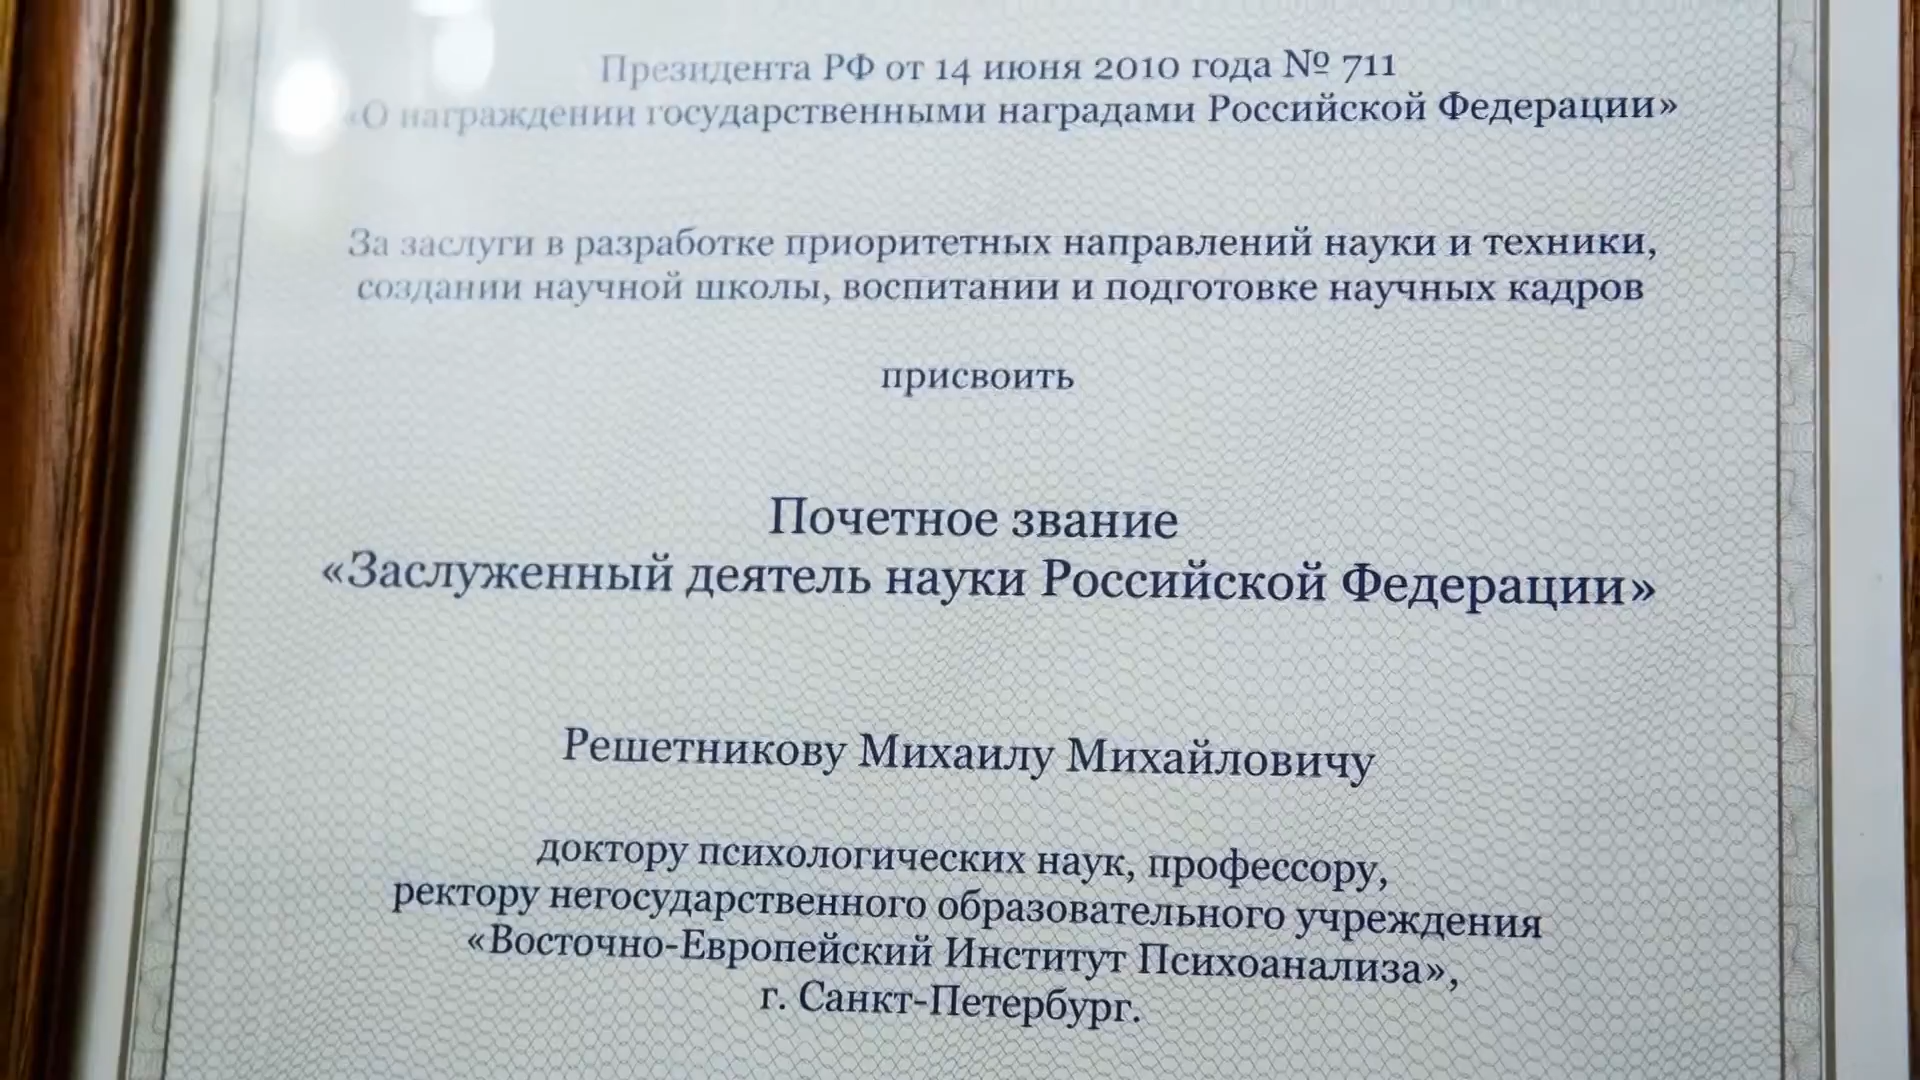 Президента РФ от 14 июня 2010 года № 711
«О награждении государственными наградами Российской Федерации»
За заслуги в разработке приоритетных направлений науки и техники,
создании научной школы, воспитании и подготовке научных кадров
присвоить
Почетное звание
«Заслуженный деятель науки Российской Федерации»
Решетникову Михаилу Михайловичу
доктору психологических наук, профессору,
ректору негосударственного образовательного учреждения
«Восточно-Европейский Институт Психоанализа»,
г. Санкт-Петербург.